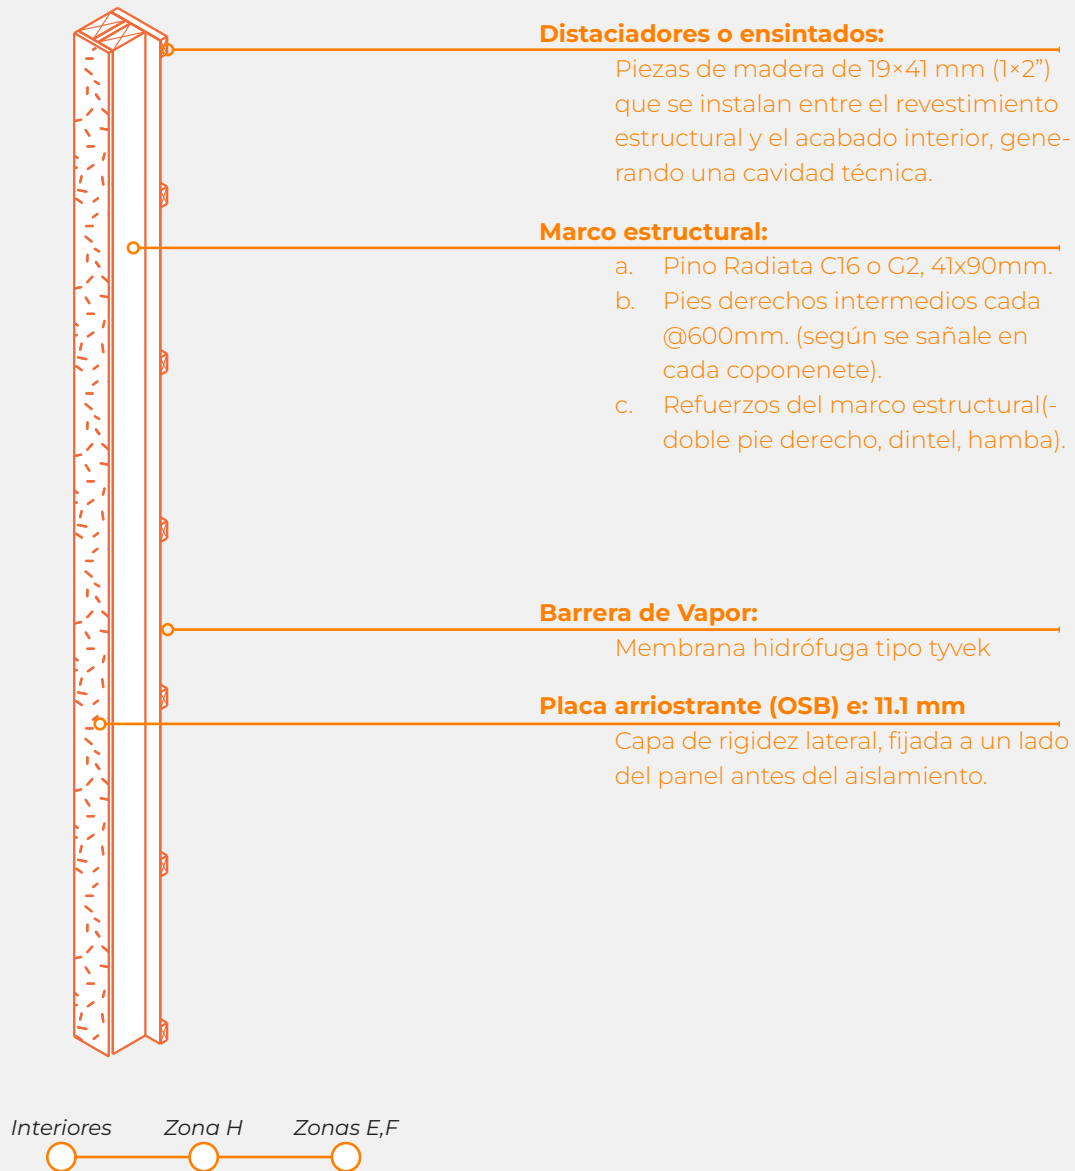 Distaciadores o ensintados:
Piezas de madera de 19×41 mm (1×2”)
que se instalan entre el revestimiento
estructural y el acabado interior, gene-
rando una cavidad técnica.
Marco estructural:
a. Pino Radiata C16 o G2, 41x90mm.
b. Pies derechos intermedios cada
@600mm. (según se sañale en
cada coponenete).
c. Refuerzos del marco estructural(-
doble pie derecho, dintel, hamba).
Barrera de Vapor:
Membrana hidrófuga tipo tyvek
Placa arriostrante (OSB) e: 11.1 mm
Capa de rigidez lateral, fijada a un lado
del panel antes del aislamiento.
Interiores Zona H Zonas E,F